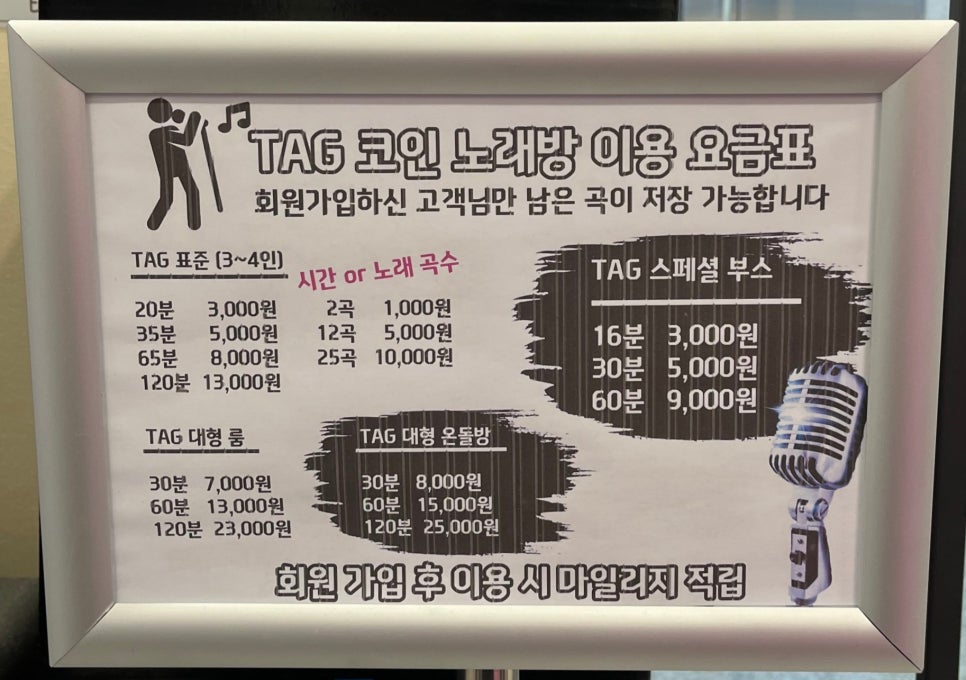 TAG 코인 노래방 이용 요금표
회원가입하신 고객님만 남은 곡이 저장 가능합니다
TAG 표준 (3~4인)
시간 or 노래 곡수
20분 3,000원
35분 5,000원
65분 8,000원
120분 13,000원
2곡 1,000원
12곡 5,000원
25곡 10,000원
TAG 스페셜 부스
16분 3,000원
30분 5,000원
60분 9,000원
TAG 대형 룸
30분 7,000원
60분 13,000원
120분 23,000원
TAG 대형 온돌방
30분 8,000원
60분 15,000원
120분 25,000원
회원 가입 후 이용 시 마일리지 적립